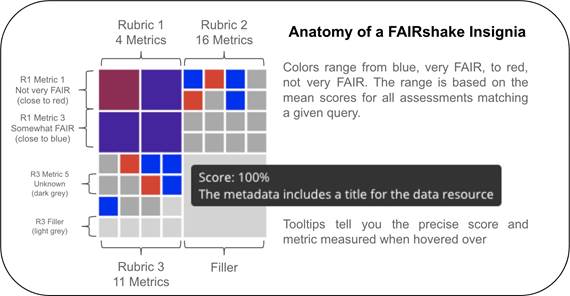 Rubric 1
4 Metrics
Rubric 2
16 Metrics
Anatomy of a FAIRshake Insignia
R1 Metric 1
Not very FAIR
(close to red)
Colors range from blue, very FAIR, to red,
not very FAIR. The range is based on the
mean scores for all assessments matching
a given query.
R1 Metric 3
Somewhat FAIR
(close to blue)
R3 Metric 5
Unknown
(dark grey)
Score: 100%
The metadata includes a title for the data resource
R3 Filler
(light grey)
Tooltips tell you the precise score and
metric measured when hovered over
Rubric 3
11 Metrics
Filler